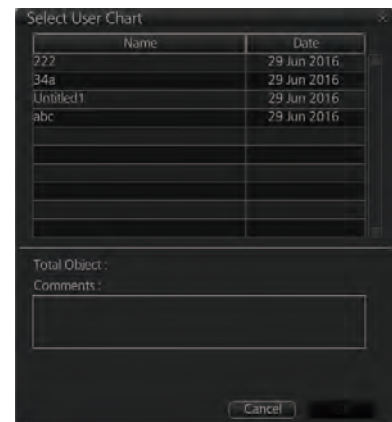 Select User Chart
Name Date
222 29 Jun 2016
34a 29 Jun 2016
Untitled1 29 Jun 2016
abc 29 Jun 2016
Total Object :
Comments :
Cancel